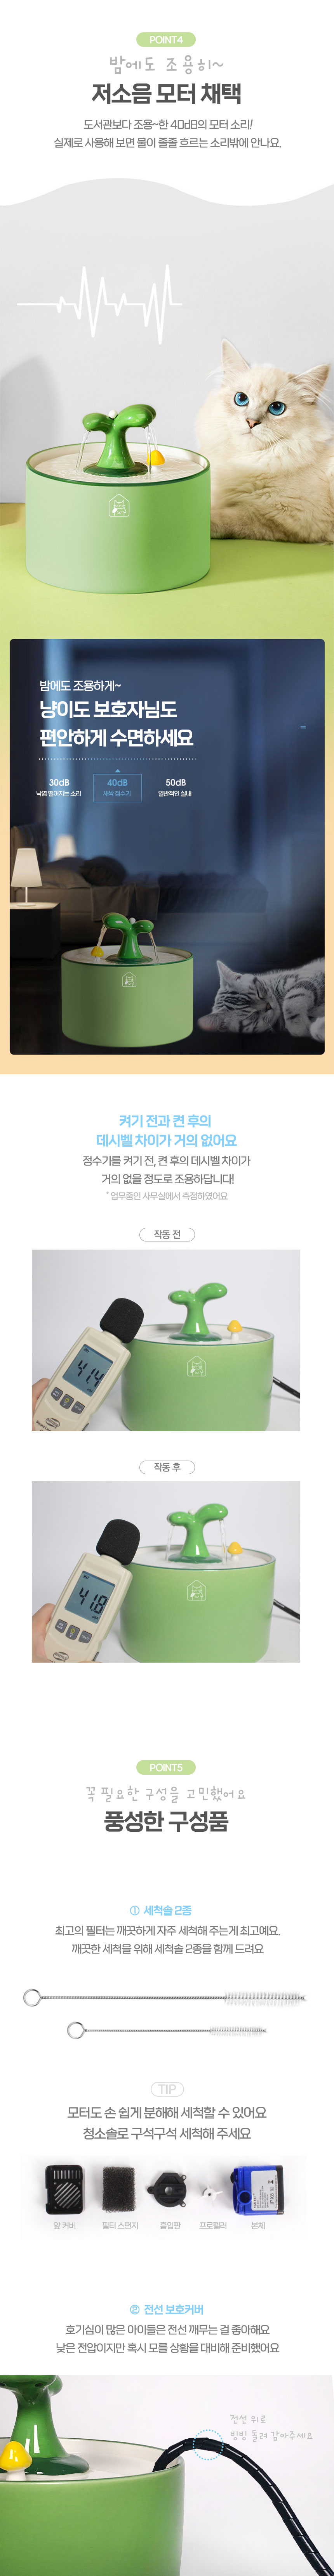 POINT4
밤에도 조용히~
저소음 모터 채택
도서관보다 조용~한 40dB의 모터 소리!
실제로 사용해 보면 물이 졸졸 흐르는 소리밖에 안나요.
밤에도 조용하게~
냥이도 보호자님도
편안하게 수면하세요
30dB
40dB
50dB
낙엽 떨어지는 소리
새싹 정수기
일반적인 실내
켜기 전과 켠 후의
데시벨 차이가 거의 없어요
정수기를 켜기 전, 켠 후의 데시벨 차이가
거의 없을 정도로 조용하답니다!
* 업무중인 사무실에서 측정하였어요
작동 전
41.4
작동 후
41.8
POINT5
꼭 필요한 구성을 고민했어요
풍성한 구성품
① 세척솔 2종
최고의 필터는 깨끗하게 자주 세척해 주는게 최고예요.
깨끗한 세척을 위해 세척솔 2종을 함께 드려요
TIP
모터도 손 쉽게 분해해 세척할 수 있어요
청소솔로 구석구석 세척해 주세요
앞 커버
필터 스펀지
흡입판
프로펠러
본체
② 전선 보호커버
호기심이 많은 아이들은 전선 깨무는 걸 좋아해요
낮은 전압이지만 혹시 모를 상황을 대비해 준비했어요
전선 위로
빙빙 둘러 감아주세요